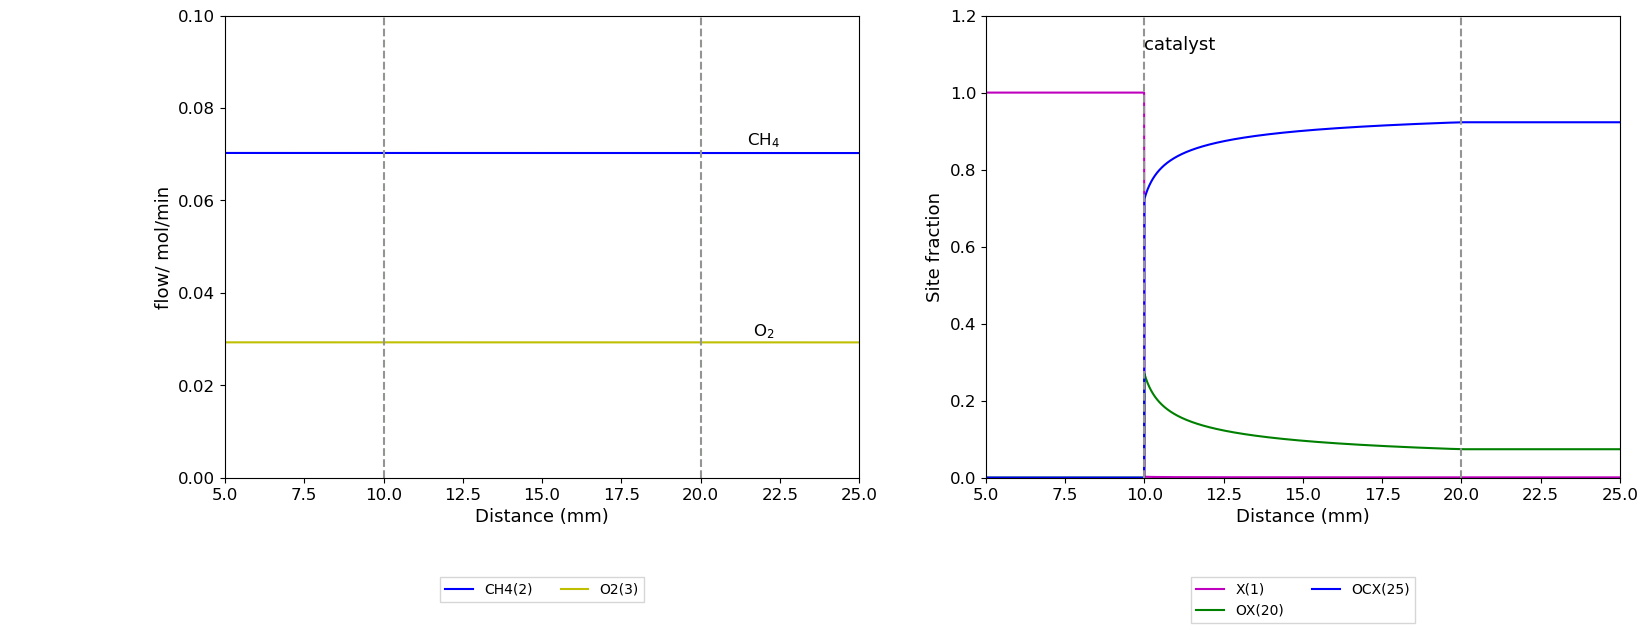 0.10
0.08
0.06
0.04
0.02
0.00
flow/ mol/min
CH₄
O₂
5.0 7.5 10.0 12.5 15.0 17.5 20.0 22.5 25.0
Distance (mm)
CH4(2) O2(3)
1.2
1.0
0.8
0.6
0.4
0.2
0.0
Site fraction
catalyst
5.0 7.5 10.0 12.5 15.0 17.5 20.0 22.5 25.0
Distance (mm)
X(1) OCX(25)
OX(20)